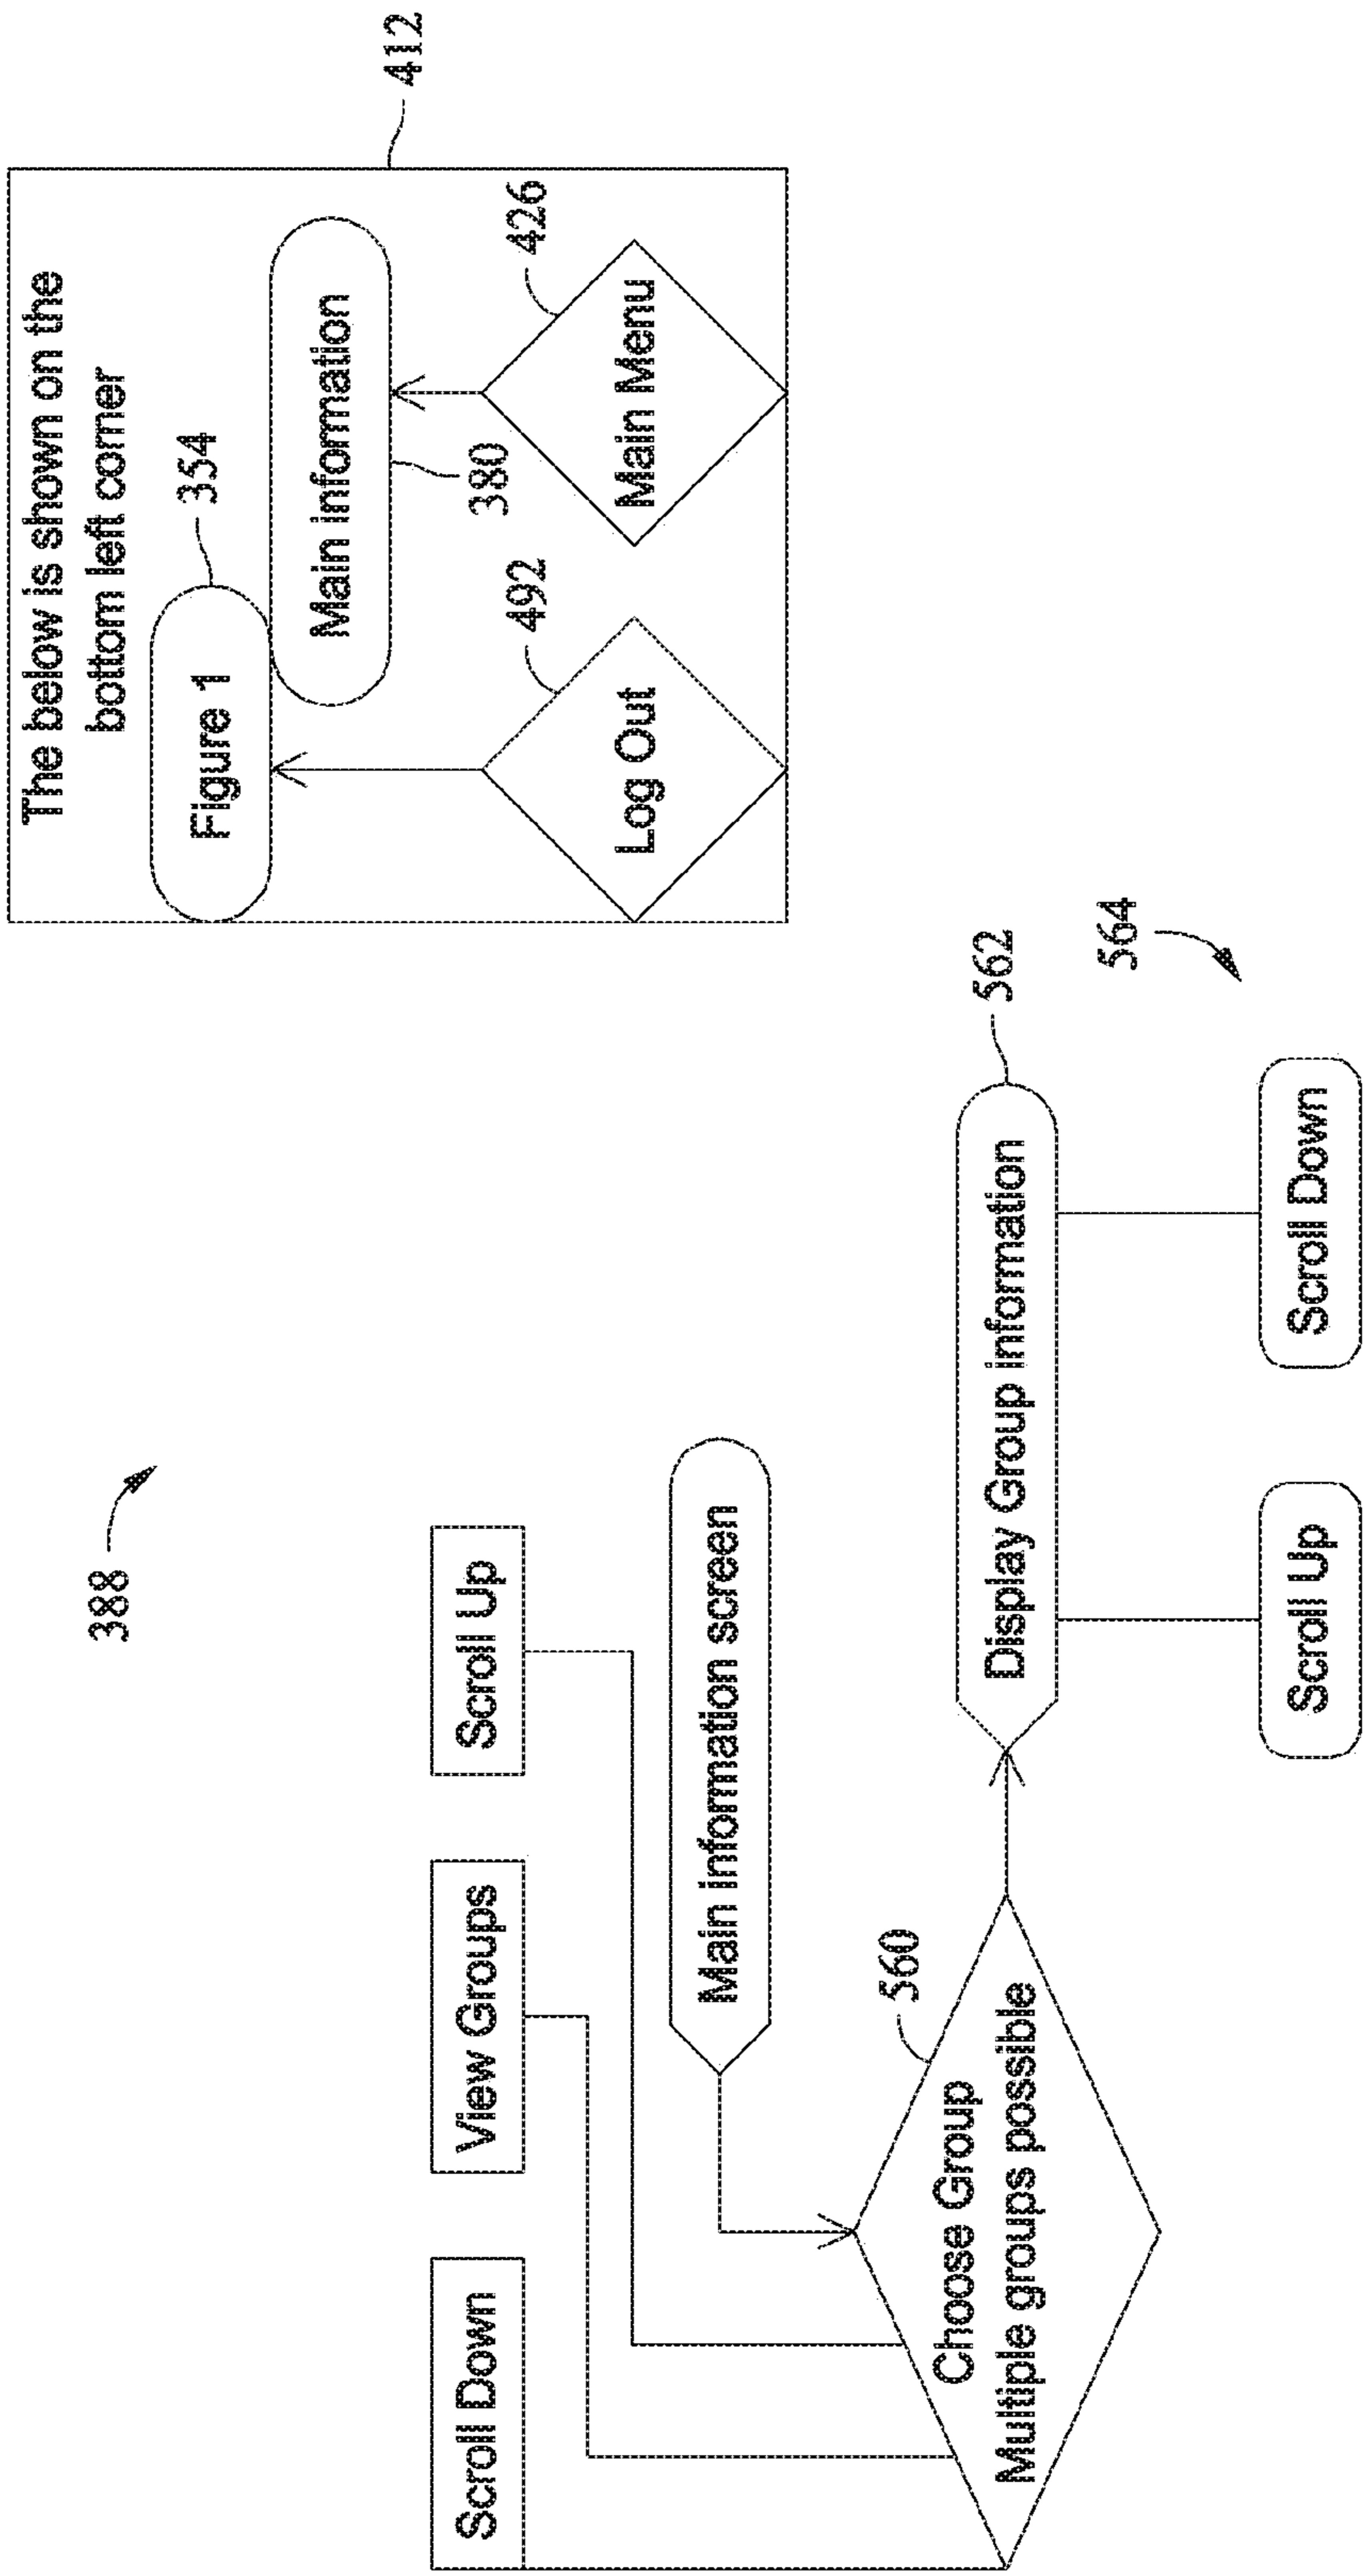 388
Scroll Down
View Groups
Scroll Up
Main information screen
560
Choose Group
Multiple groups possible
Display Group information
562
564
Scroll Up
Scroll Down
The below is shown on the
bottom left corner
412
Figure 1
354
Main information
380
492
426
Log Out
Main Menu